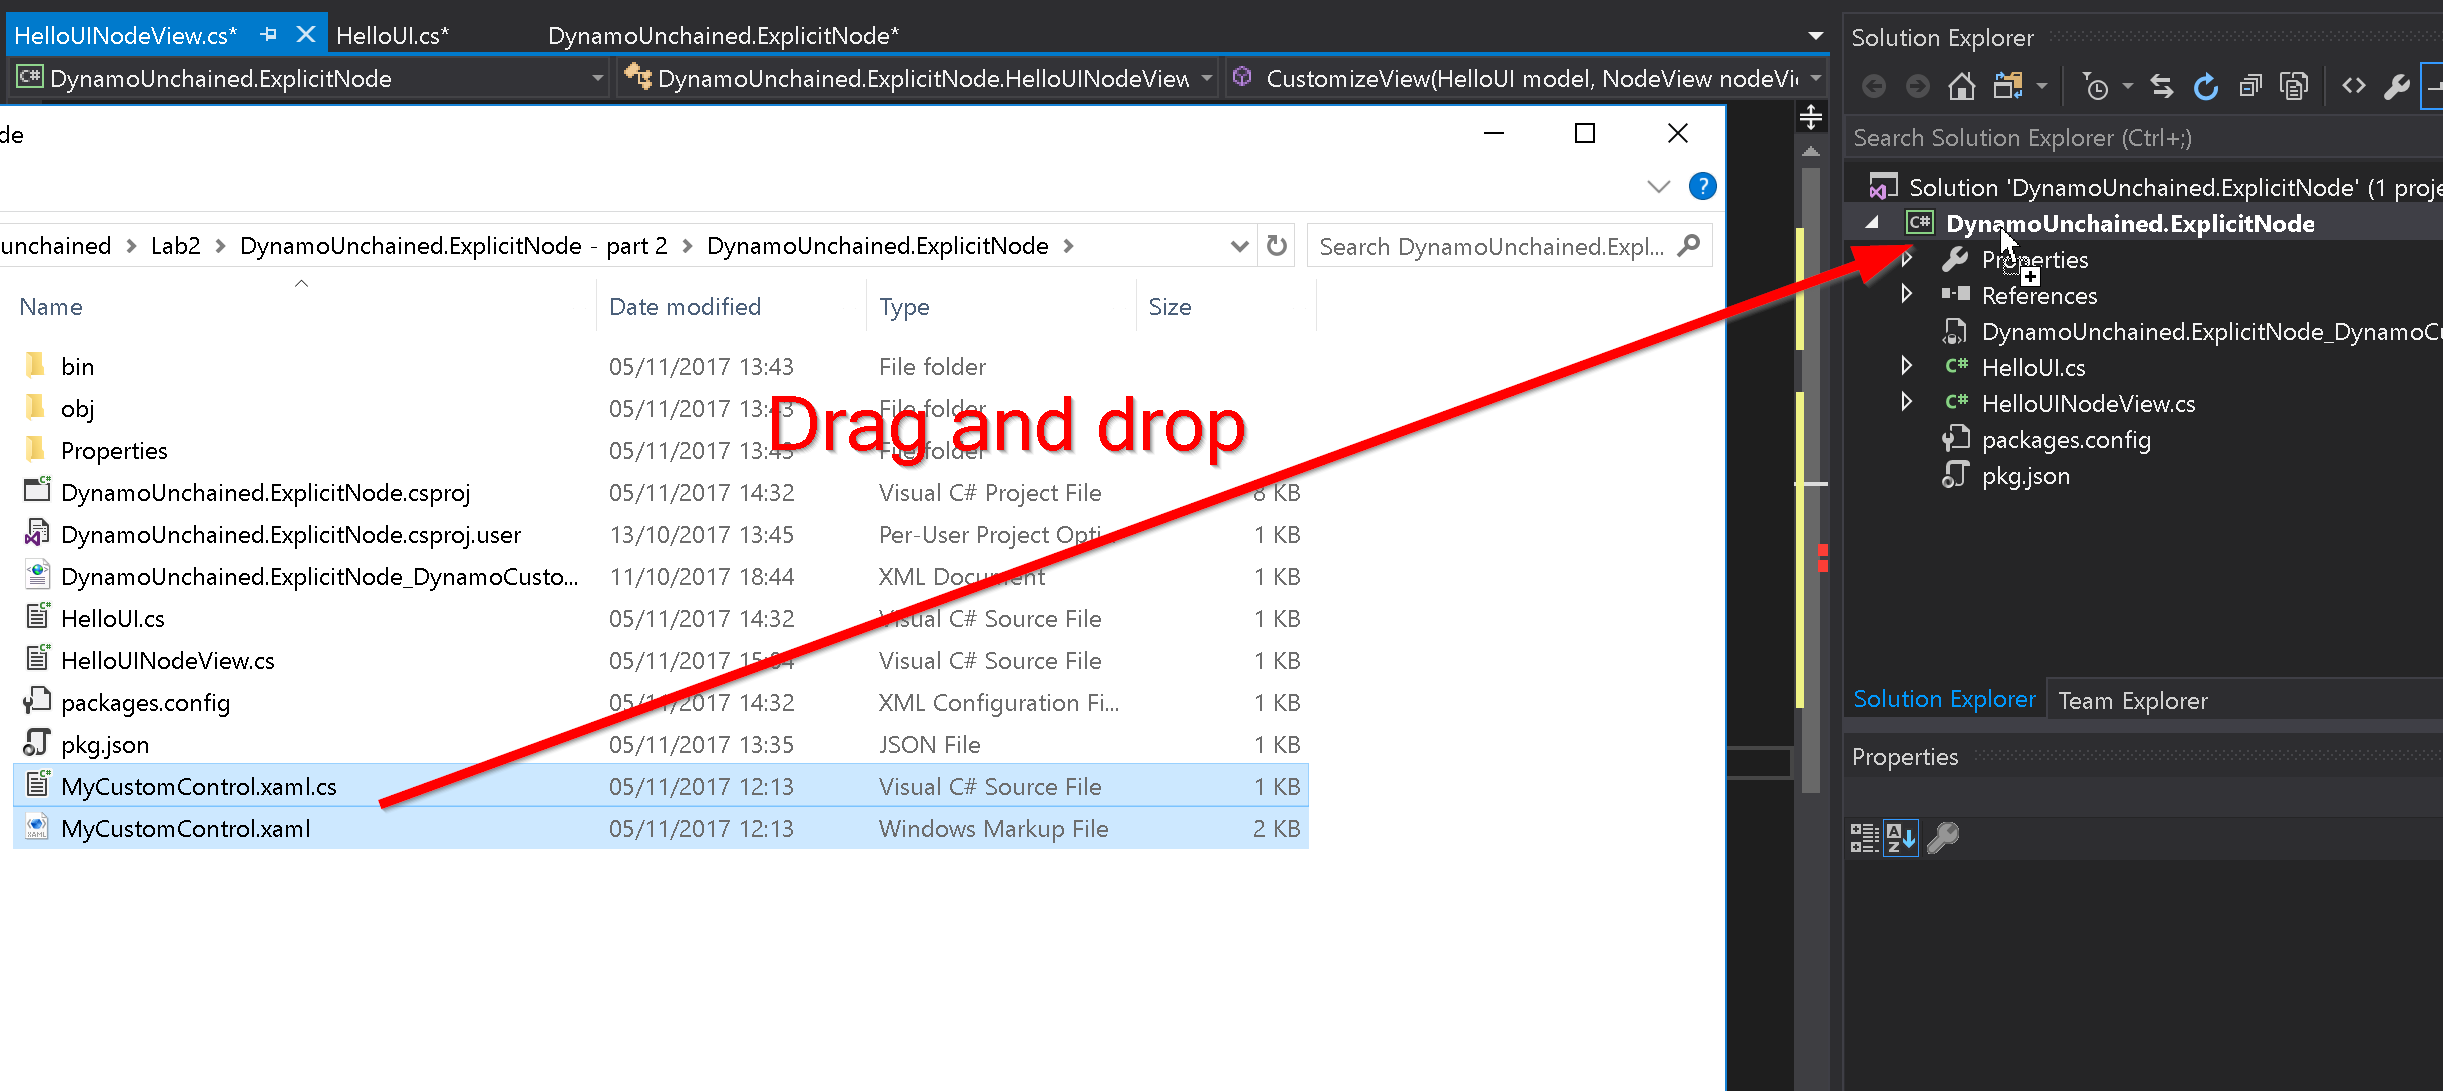 HelloUINodeView.cs*
HelloUI.cs*
DynamoUnchained.ExplicitNode*
C# DynamoUnchained.ExplicitNode
DynamoUnchained.ExplicitNode.HelloUINodeView
CustomizeView(HelloUI model, NodeView nodeVi
de
?
unchained > Lab2 > DynamoUnchained.ExplicitNode - part 2 > DynamoUnchained.ExplicitNode >
Search DynamoUnchained.Expl...
Name Date modified Type Size
bin 05/11/2017 13:43 File folder
obj 05/11/2017 13:43 File folder
Properties 05/11/2017 13:43 File folder
Drag and drop
DynamoUnchained.ExplicitNode.csproj 05/11/2017 14:32 Visual C# Project File 8 KB
DynamoUnchained.ExplicitNode.csproj.user 13/10/2017 13:45 Per-User Project Opti... 1 KB
DynamoUnchained.ExplicitNode_DynamoCusto... 11/10/2017 18:44 XML Document 1 KB
HelloUI.cs 05/11/2017 14:32 Visual C# Source File 1 KB
HelloUINodeView.cs 05/11/2017 15:04 Visual C# Source File 1 KB
packages.config 05/11/2017 14:32 XML Configuration Fi... 1 KB
pkg.json 05/11/2017 13:35 JSON File 1 KB
MyCustomControl.xaml.cs 05/11/2017 12:13 Visual C# Source File 1 KB
MyCustomControl.xaml 05/11/2017 12:13 Windows Markup File 2 KB
Solution Explorer
Search Solution Explorer (Ctrl+;)
Solution 'DynamoUnchained.ExplicitNode' (1 proje
C# DynamoUnchained.ExplicitNode
Properties
References
DynamoUnchained.ExplicitNode_DynamoCu
C# HelloUI.cs
C# HelloUINodeView.cs
packages.config
pkg.json
Solution Explorer
Team Explorer
Properties